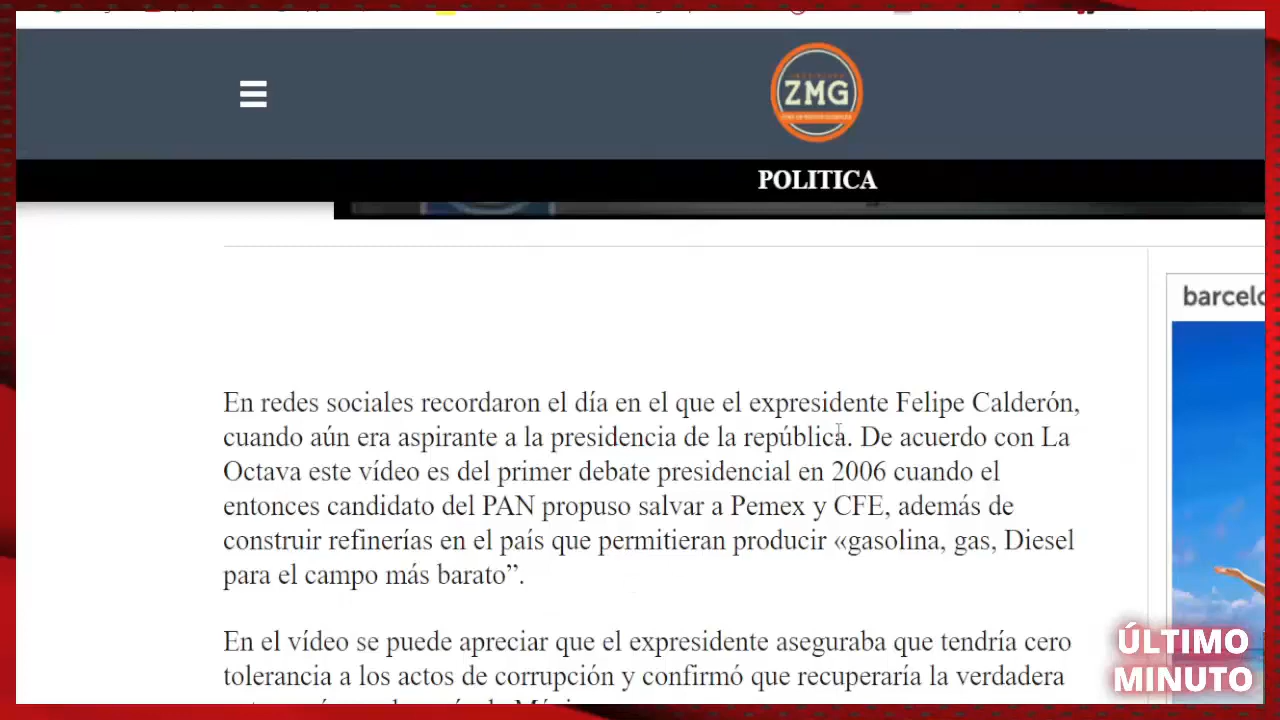 ZMG
POLITICA
barcelo
En redes sociales recordaron el día en el que el expresidente Felipe Calderón,
cuando aún era aspirante a la presidencia de la república. De acuerdo con La
Octava este vídeo es del primer debate presidencial en 2006 cuando el
entonces candidato del PAN propuso salvar a Pemex y CFE, además de
construir refinerías en el país que permitieran producir «gasolina, gas, Diesel
para el campo más barato”.
En el vídeo se puede apreciar que el expresidente aseguraba que tendría cero
tolerancia a los actos de corrupción y confirmó que recuperaría la verdadera
ÚLTIMO
MINUTO